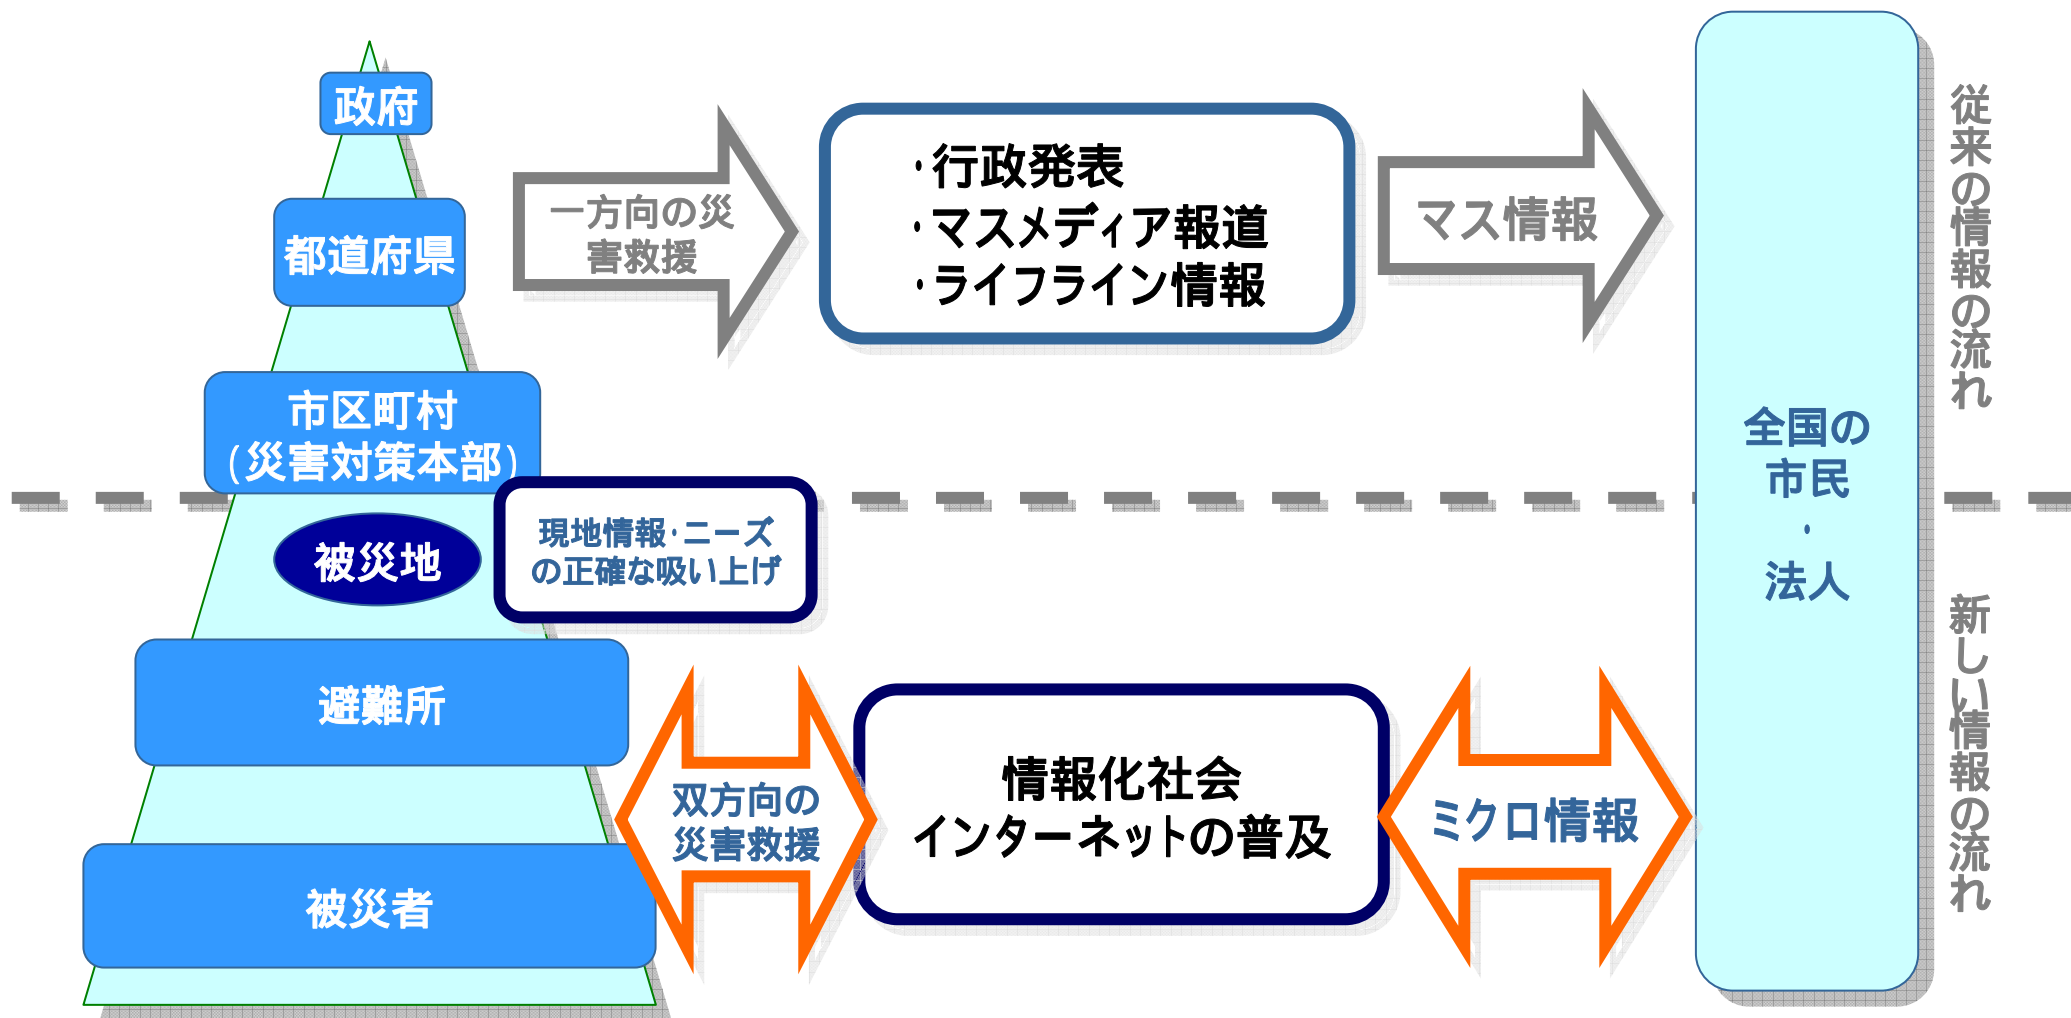 政府
都道府県
市区町村
(災害対策本部)
被災地
避難所
被災者
一方向の災
害救援
・行政発表
・マスメディア報道
・ライフライン情報
マス情報
現地情報・ニーズ
の正確な吸い上げ
双方向の
災害救援
情報化社会
インターネットの普及
ミクロ情報
全国の
市民
・
法人
従来の情報の流れ
新しい情報の流れ